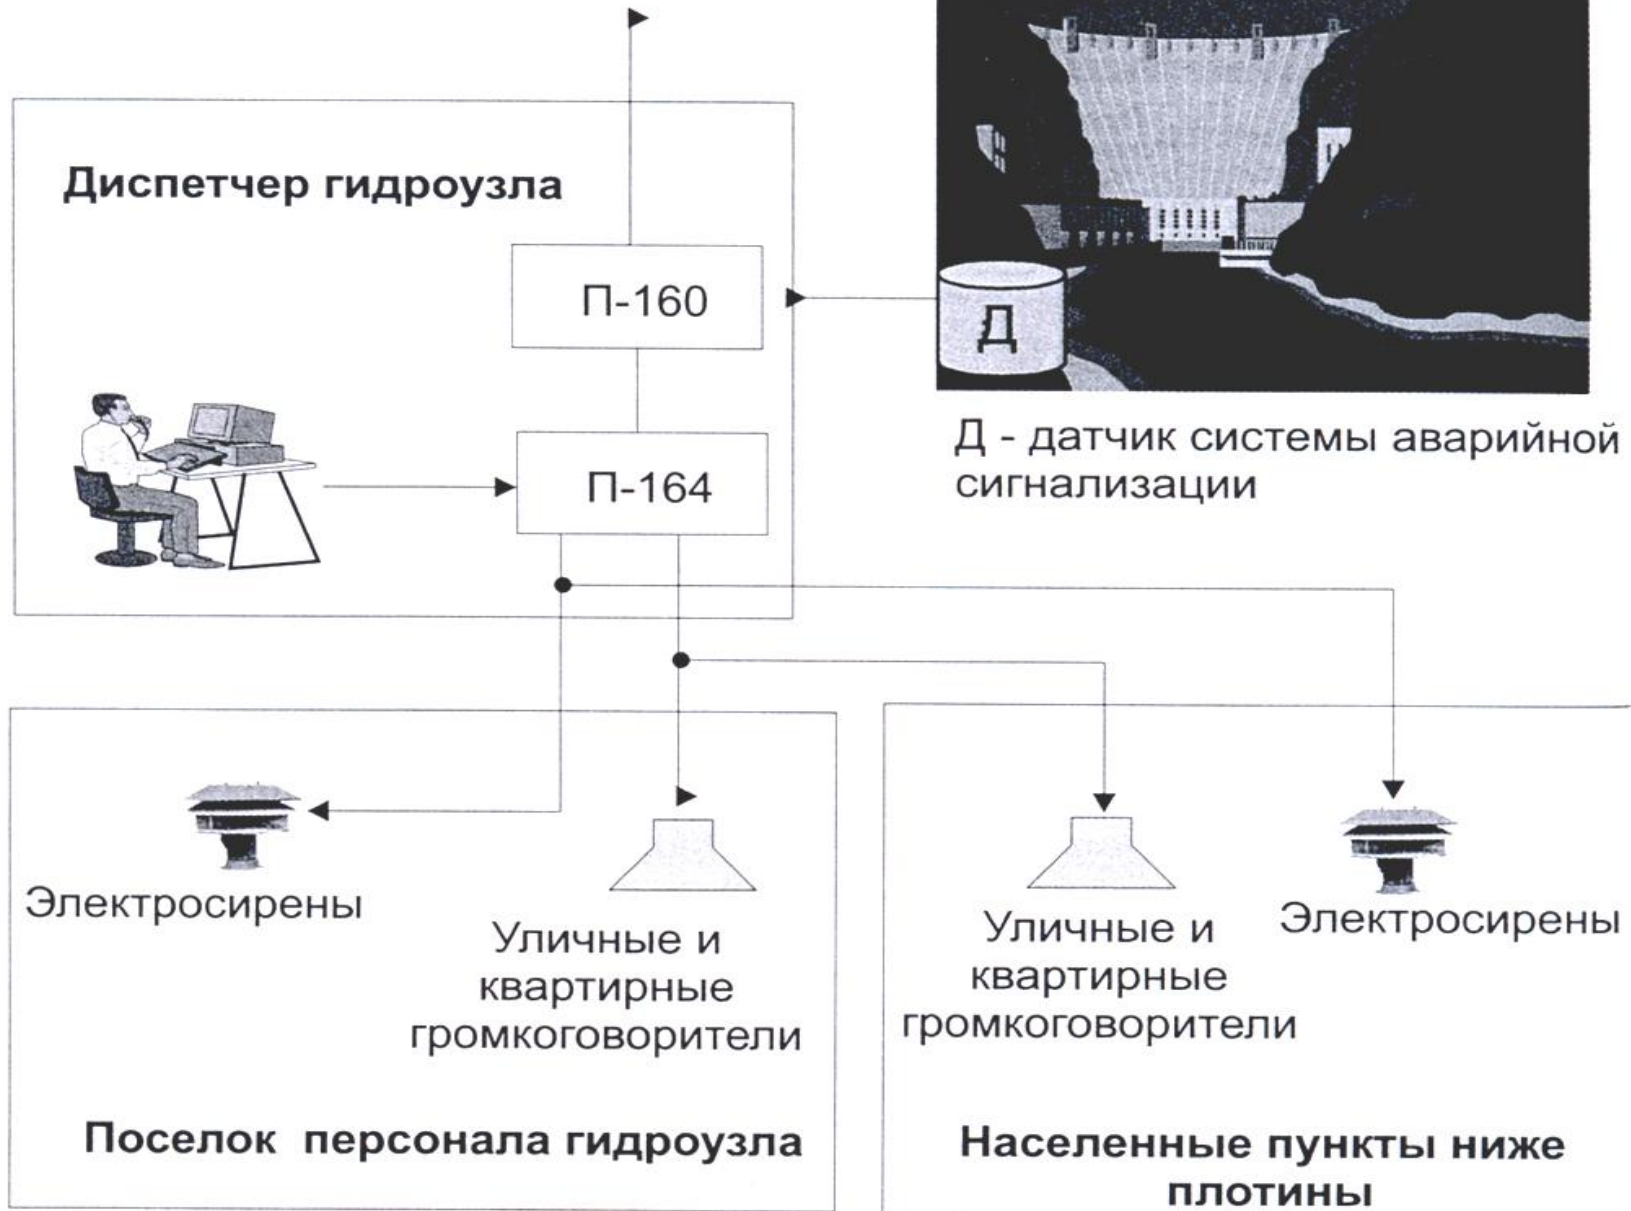 Диспетчер гидроузла
П-160
Д
П-164
Д - датчик системы аварийной
сигнализации
Электросирены
Уличные и
квартирные
громкоговорители
Поселок персонала гидроузла
Уличные и
квартирные
громкоговорители
Электросирены
Населенные пункты ниже
плотины